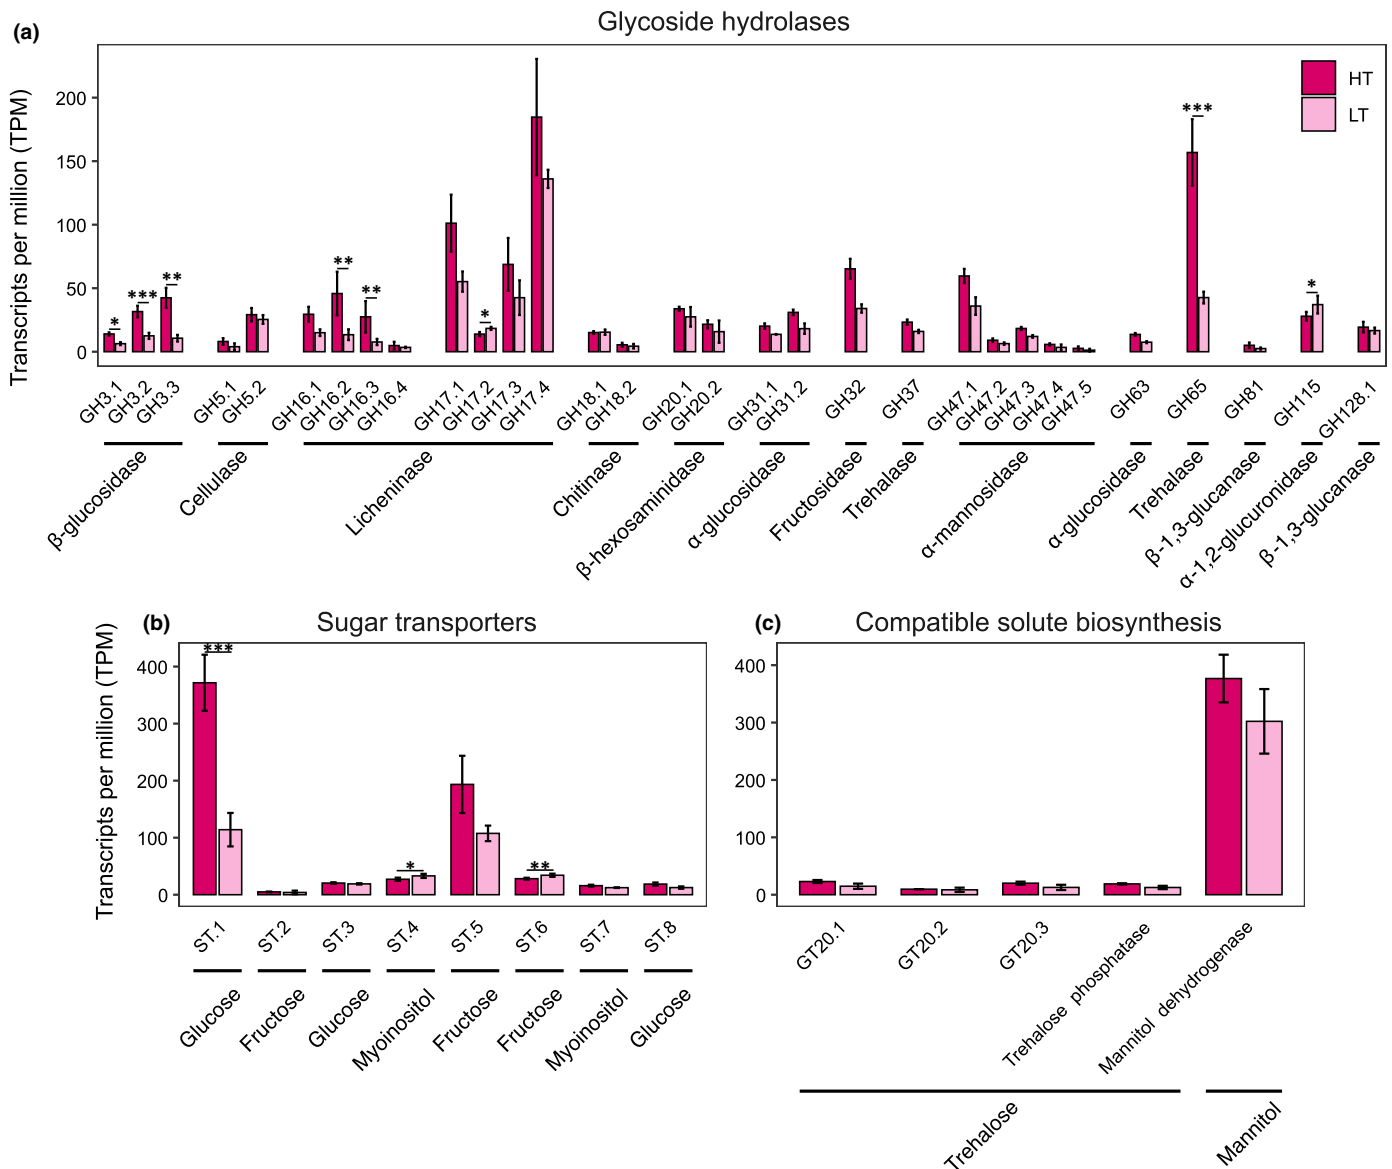 (a)
Glycoside hydrolases
Transcripts per million (TPM)
200
150
100
50
0
HT
LT
*
***
**
**
**
*
***
*
GH3.1
GH3.2
GH3.3
GH5.1
GH5.2
GH16.1
GH16.2
GH16.3
GH16.4
GH17.1
GH17.2
GH17.3
GH17.4
GH18.1
GH18.2
GH20.1
GH20.2
GH31.1
GH31.2
GH32
GH37
GH47.1
GH47.2
GH47.3
GH47.4
GH47.5
GH63
GH65
GH81
GH115
GH128.1
β-glucosidase
Cellulase
Licheninase
Chitinase
β-hexosaminidase
α-glucosidase
Fructosidase
Trehalase
α-mannosidase
α-glucosidase
Trehalase
β-1,3-glucanase
α-1,2-glucuronidase
β-1,3-glucanase
(b)
Sugar transporters
Transcripts per million (TPM)
400
300
200
100
0
***
*
**
ST.1
ST.2
ST.3
ST.4
ST.5
ST.6
ST.7
ST.8
Glucose
Fructose
Glucose
Myoinositol
Fructose
Fructose
Myoinositol
Glucose
(c)
Compatible solute biosynthesis
400
300
200
100
0
GT20.1
GT20.2
GT20.3
Trehalose phosphatase
Mannitol dehydrogenase
Trehalose
Mannitol